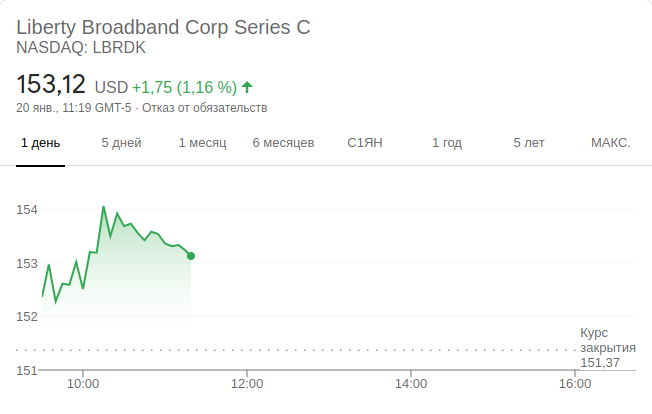 Liberty Broadband Corp Series C
NASDAQ: LBRDK
153,12 USD +1,75 (1,16 %)
20 янв., 11:19 GMT-5 · Отказ от обязательств
1 день 5 дней 1 месяц 6 месяцев С1ЯН 1 год 5 лет МАКС.
154
153
152
Курс
закрытия
151,37
151
10:00 12:00 14:00 16:00